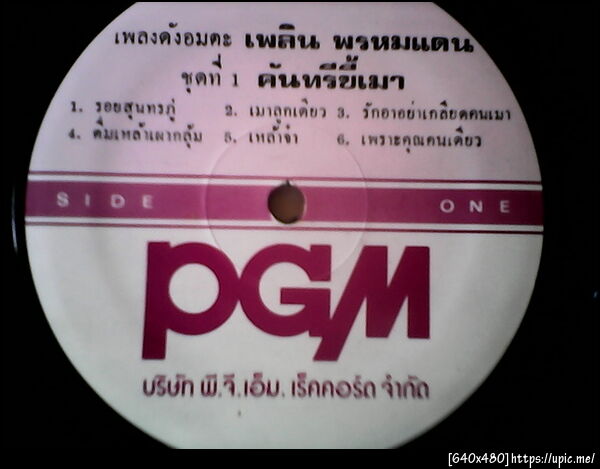 เพลงดังอมตะ เพลิน พรหมแดน
ชุดที่ 1 คันทรีขี้เมา
1. รอยสุนทรภู่ 2. เมาลูกเดียว 3. รักอาอย่าเกลียดคนเมา
4. ดื่มเหล้าเผากลุ้ม 5. เหล้าจ๋า 6. เพราะคุณคนเดียว
SIDE ONE
PGM
บริษัท พี.จี.เอ็ม. เร็คคอร์ด จำกัด
[640x480]https://upic.me/